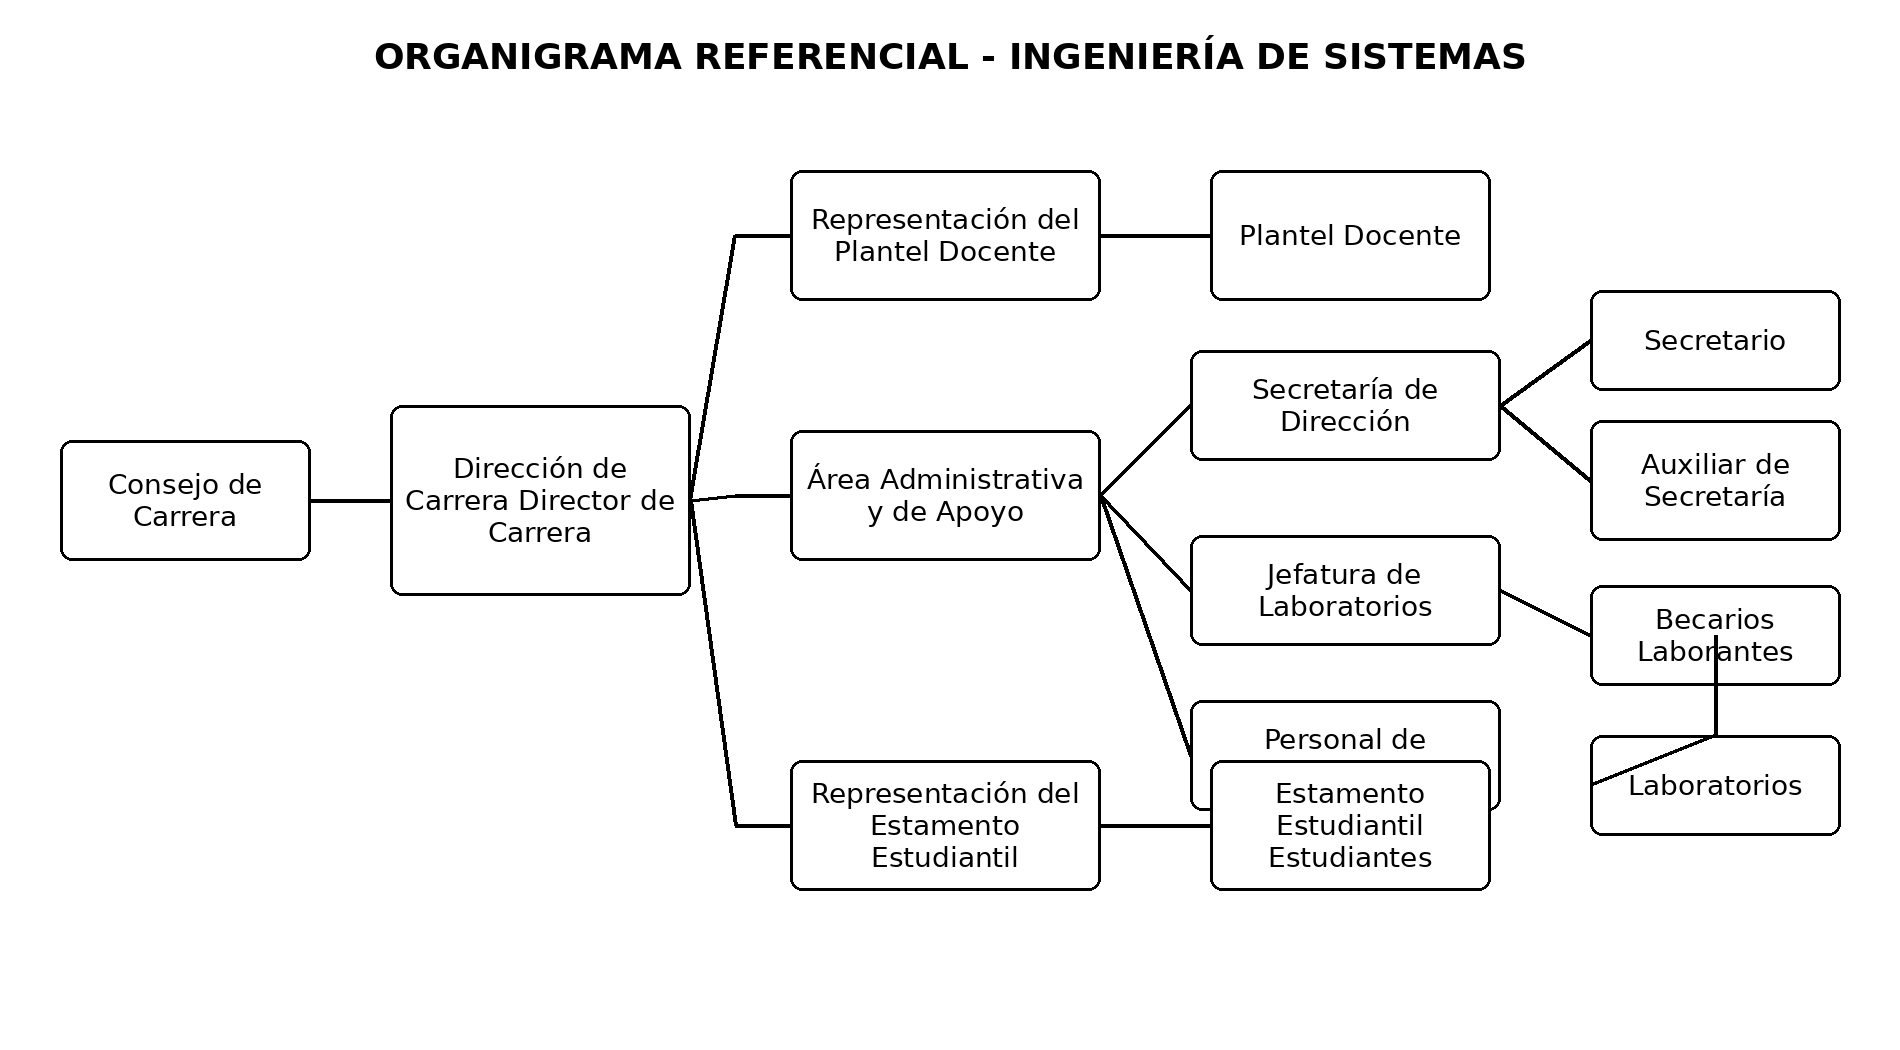 ORGANIGRAMA REFERENCIAL - INGENIERÍA DE SISTEMAS
Consejo de
Carrera
Dirección de
Carrera Director de
Carrera
Representación del
Plantel Docente
Plantel Docente
Área Administrativa
y de Apoyo
Secretaría de
Dirección
Secretario
Auxiliar de
Secretaría
Jefatura de
Laboratorios
Becarios
Laborantes
Laboratorios
Personal de
Representación del
Estamento
Estudiantil
Estamento
Estudiantil
Estudiantes